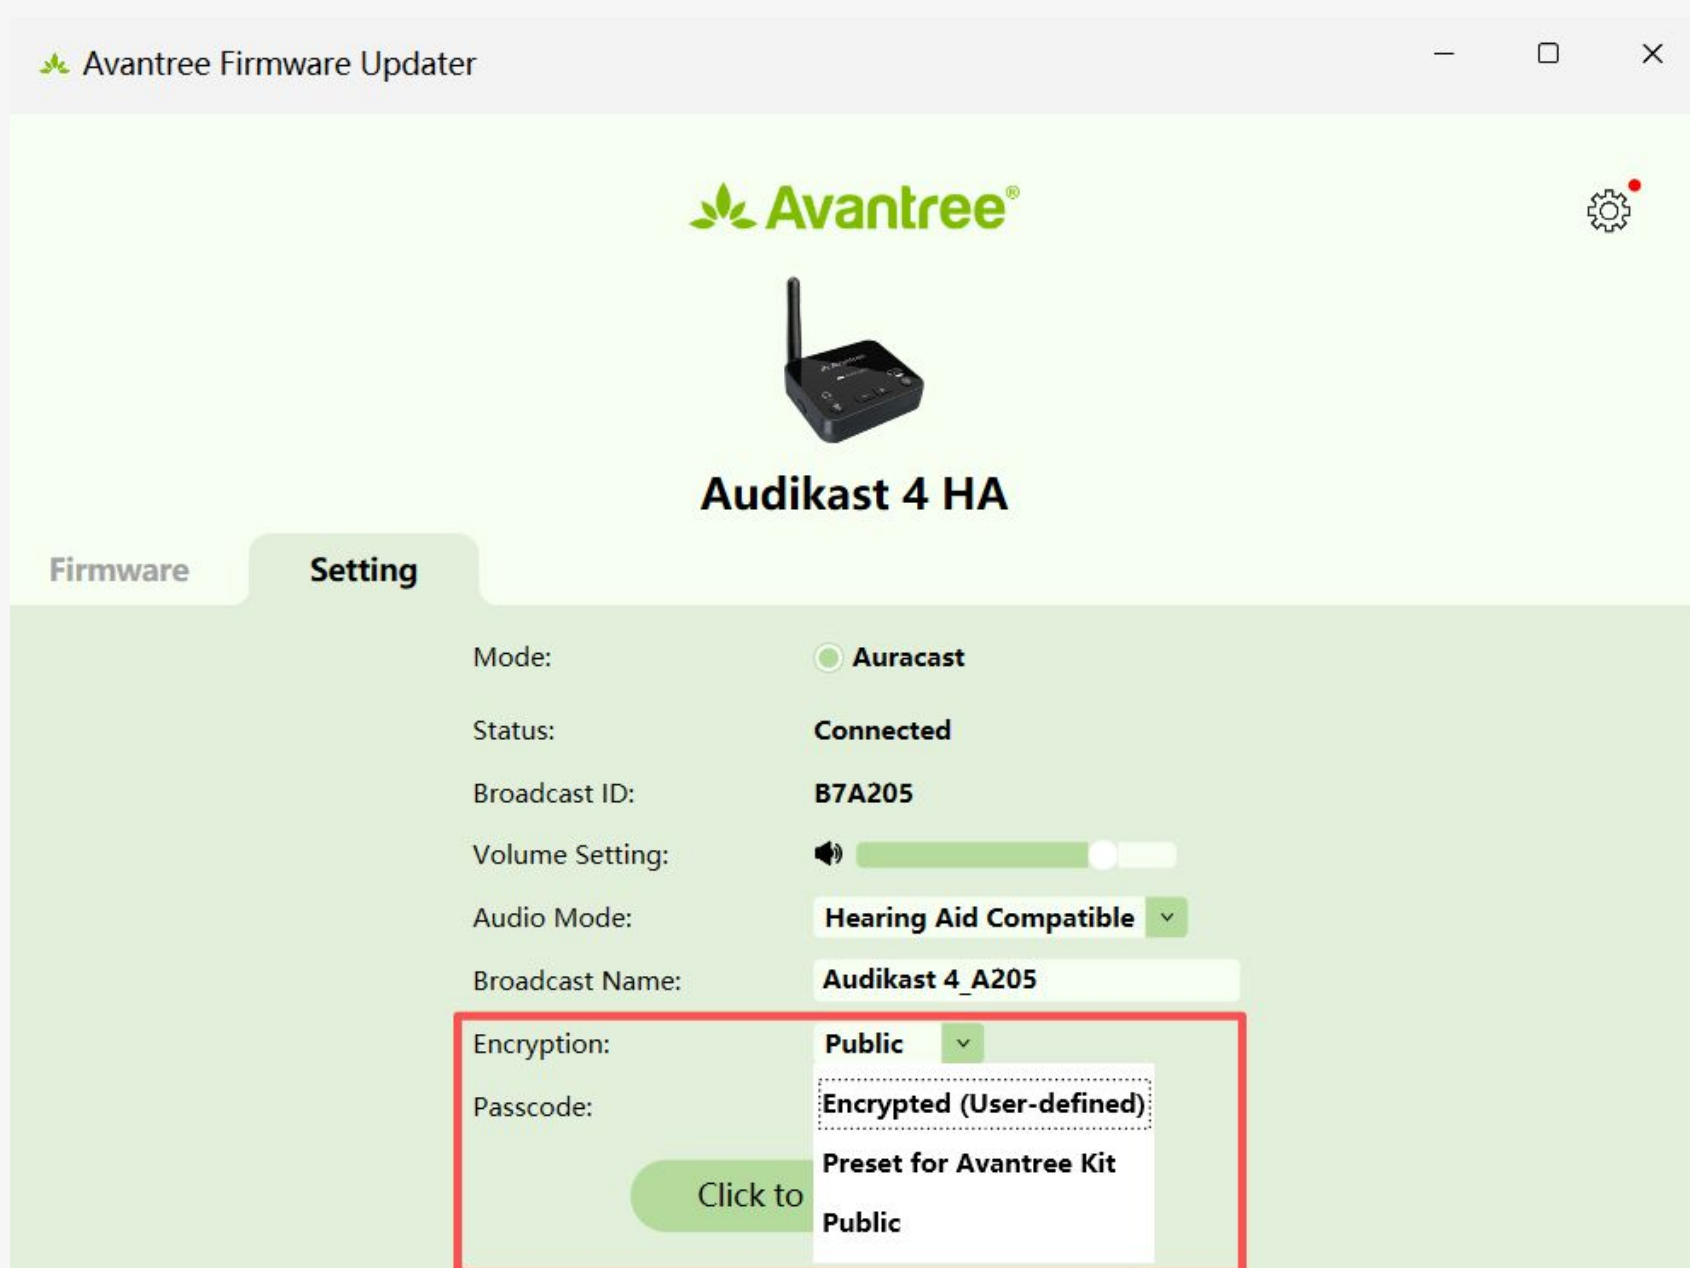 Avantree Firmware Updater
Avantree®
Audikast 4 HA
Firmware
Setting
Mode: Auracast
Status: Connected
Broadcast ID: B7A205
Volume Setting:
Audio Mode: Hearing Aid Compatible
Broadcast Name: Audikast 4_A205
Encryption: Public
Passcode: Encrypted (User-defined)
Preset for Avantree Kit
Click to
Public